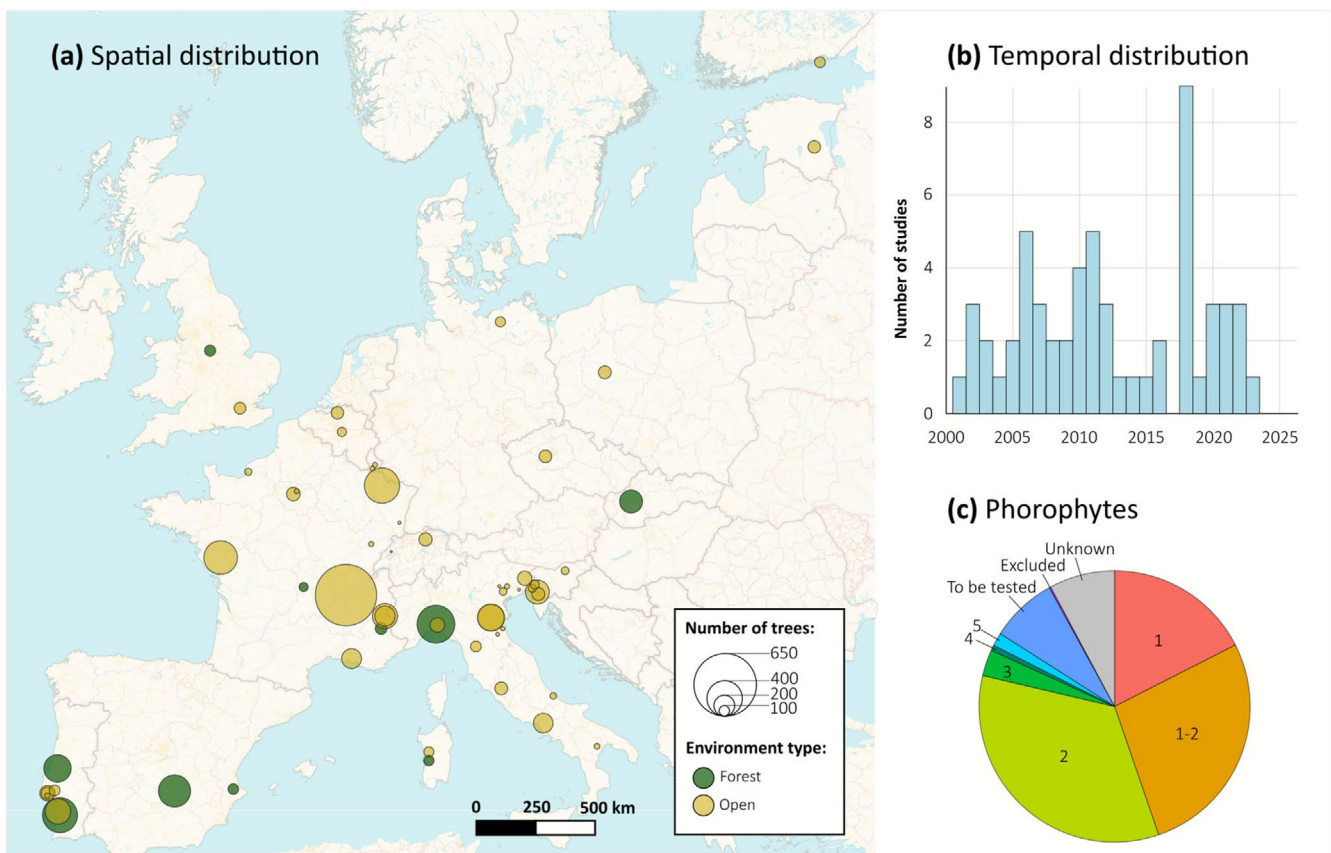 (a) Spatial distribution
Number of trees:
650
400
200
100
Environment type:
Forest
Open
0 250 500 km
(b) Temporal distribution
Number of studies
8
6
4
2
0
2000 2005 2010 2015 2020 2025
(c) Phorophytes
Unknown
Excluded
To be tested
5
4
3
1
1-2
2